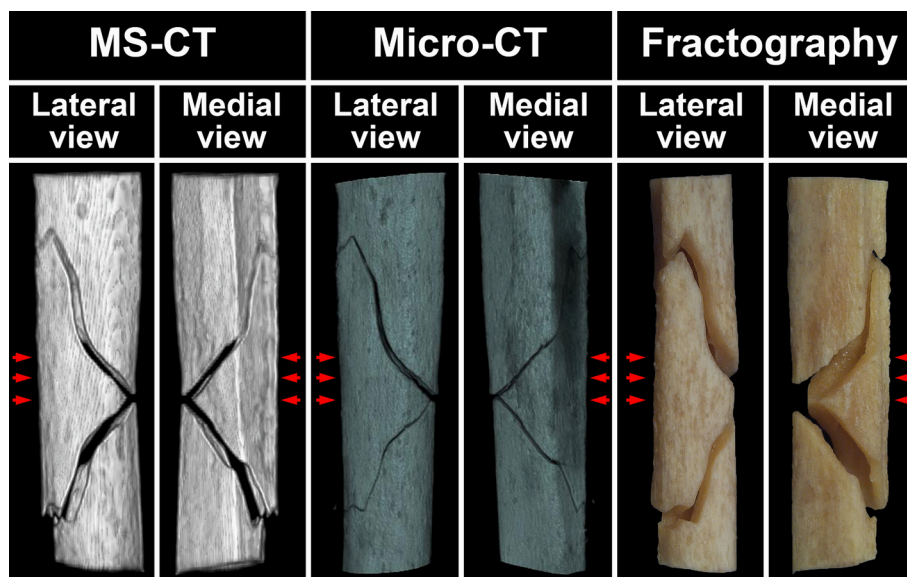 MS-CT
Micro-CT
Fractography
Lateral
view
Medial
view
Lateral
view
Medial
view
Lateral
view
Medial
view